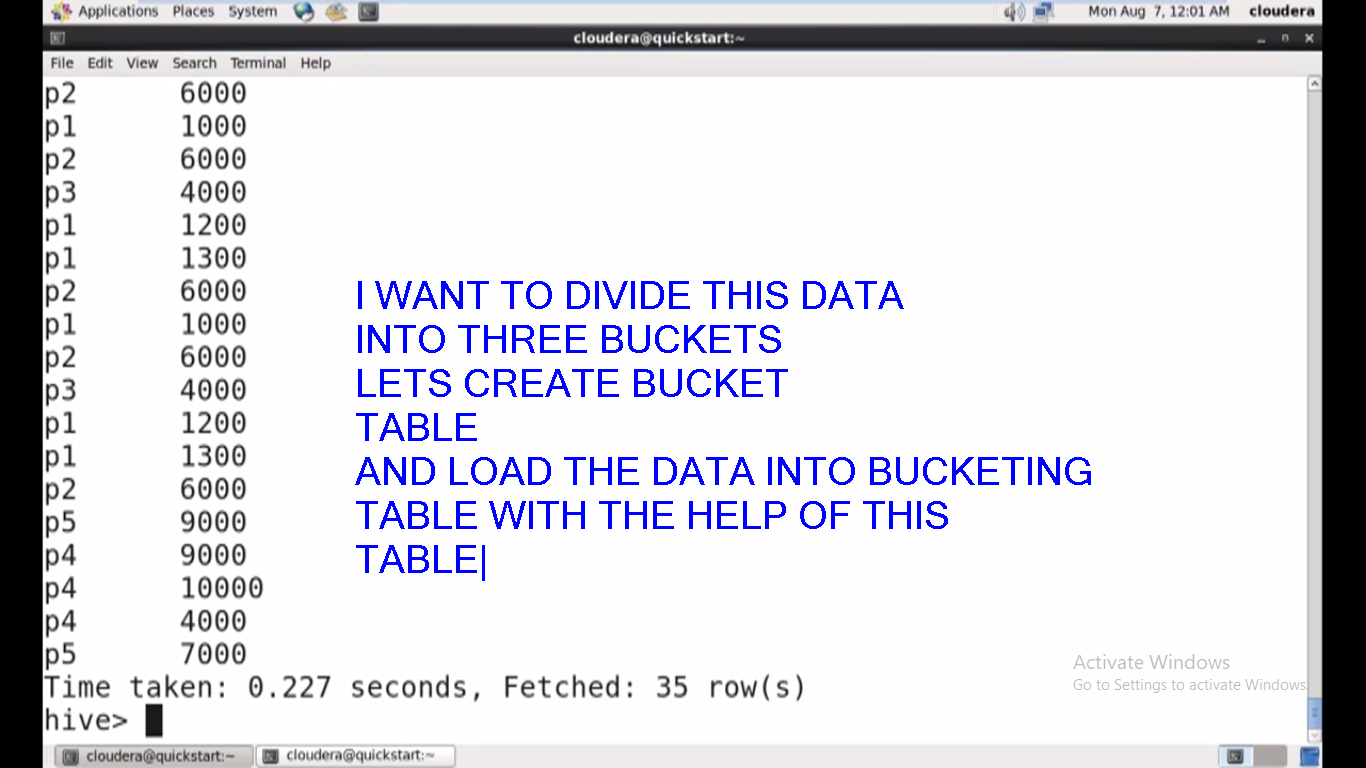 Applications Places System Mon Aug 7, 12:01 AM cloudera
cloudera@quickstart:~
File Edit View Search Terminal Help
p2 6000
p1 1000
p2 6000
p3 4000
p1 1200
p1 1300
p2 6000
p1 1000
p2 6000
p3 4000
p1 1200
p1 1300
p2 6000
p5 9000
p4 9000
p4 10000
p4 4000
p5 7000
Time taken: 0.227 seconds, Fetched: 35 row(s)
hive>
I WANT TO DIVIDE THIS DATA
INTO THREE BUCKETS
LETS CREATE BUCKET
TABLE
AND LOAD THE DATA INTO BUCKETING
TABLE WITH THE HELP OF THIS
TABLE
Activate Windows
Go to Settings to activate Windows.
cloudera@quickstart:~ cloudera@quickstart:~